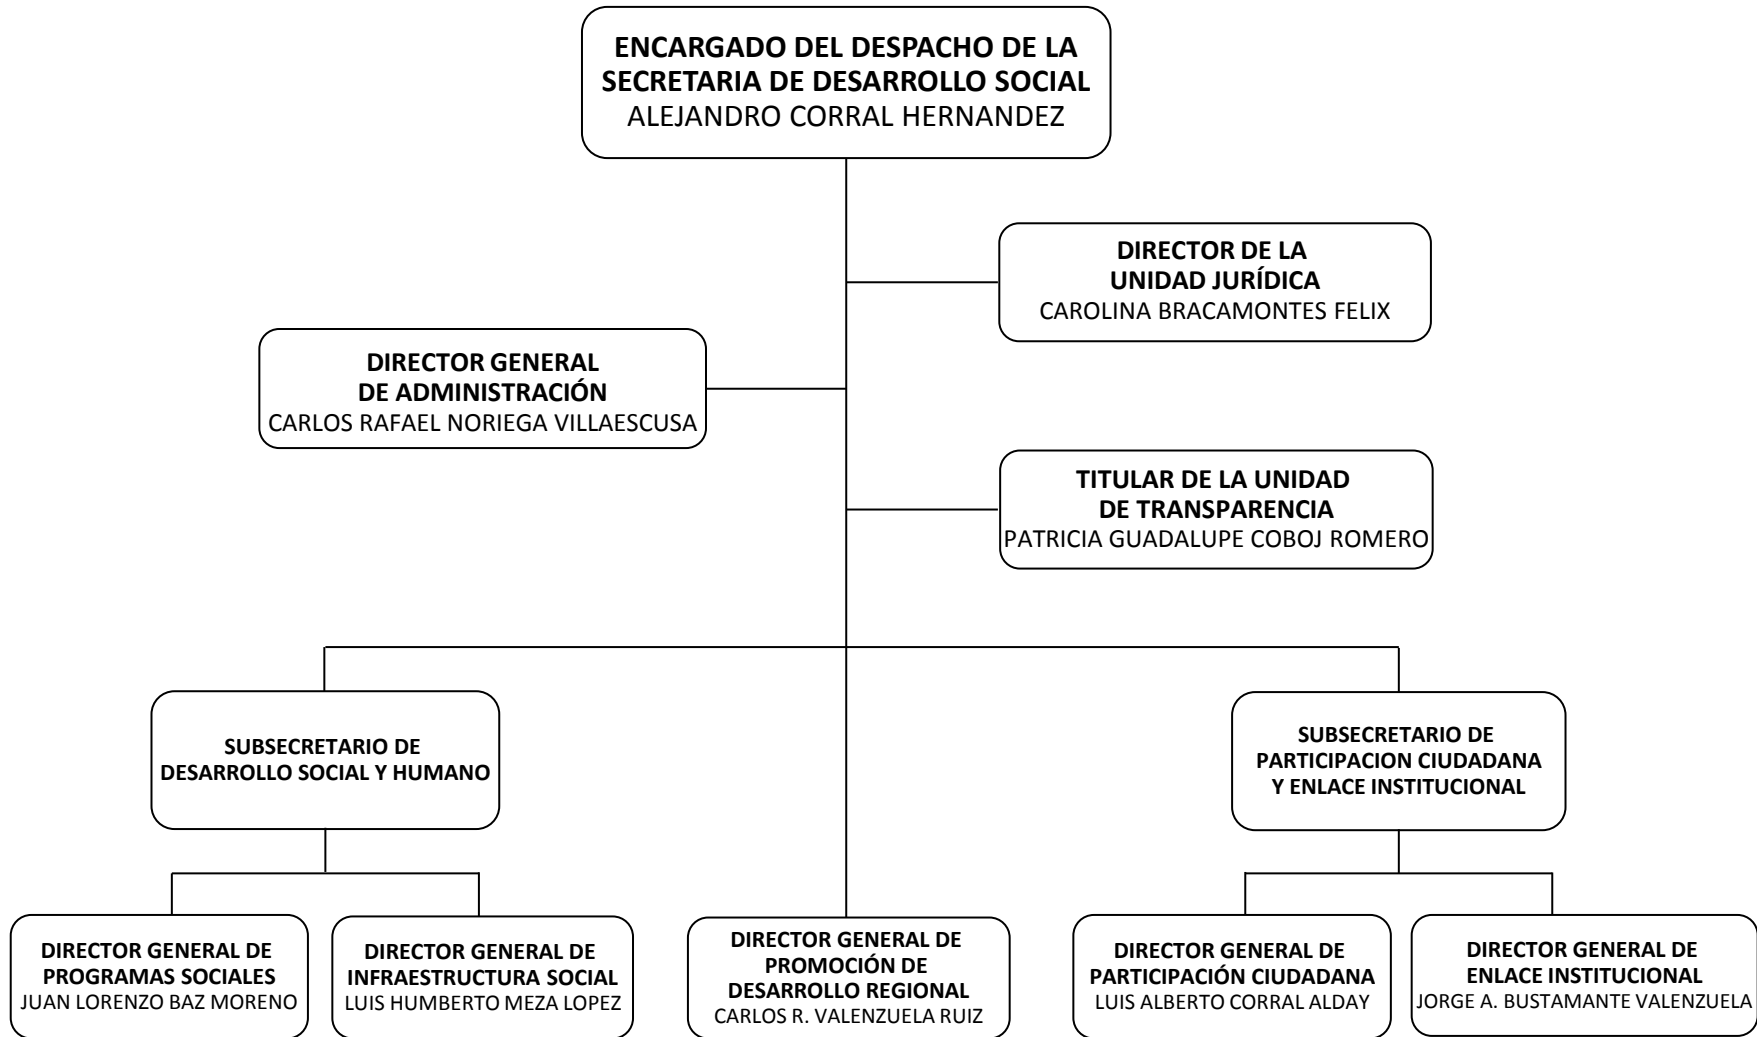 ENCARGADO DEL DESPACHO DE LA
SECRETARIA DE DESARROLLO SOCIAL
ALEJANDRO CORRAL HERNANDEZ
DIRECTOR DE LA
UNIDAD JURÍDICA
CAROLINA BRACAMONTES FELIX
DIRECTOR GENERAL
DE ADMINISTRACIÓN
CARLOS RAFAEL NORIEGA VILLAESCUSA
TITULAR DE LA UNIDAD
DE TRANSPARENCIA
PATRICIA GUADALUPE COBOJ ROMERO
SUBSECRETARIO DE
DESARROLLO SOCIAL Y HUMANO
SUBSECRETARIO DE
PARTICIPACION CIUDADANA
Y ENLACE INSTITUCIONAL
DIRECTOR GENERAL DE
PROGRAMAS SOCIALES
JUAN LORENZO BAZ MORENO
DIRECTOR GENERAL DE
INFRAESTRUCTURA SOCIAL
LUIS HUMBERTO MEZA LOPEZ
DIRECTOR GENERAL DE
PROMOCIÓN DE
DESARROLLO REGIONAL
CARLOS R. VALENZUELA RUIZ
DIRECTOR GENERAL DE
PARTICIPACIÓN CIUDADANA
LUIS ALBERTO CORRAL ALDAY
DIRECTOR GENERAL DE
ENLACE INSTITUCIONAL
JORGE A. BUSTAMANTE VALENZUELA